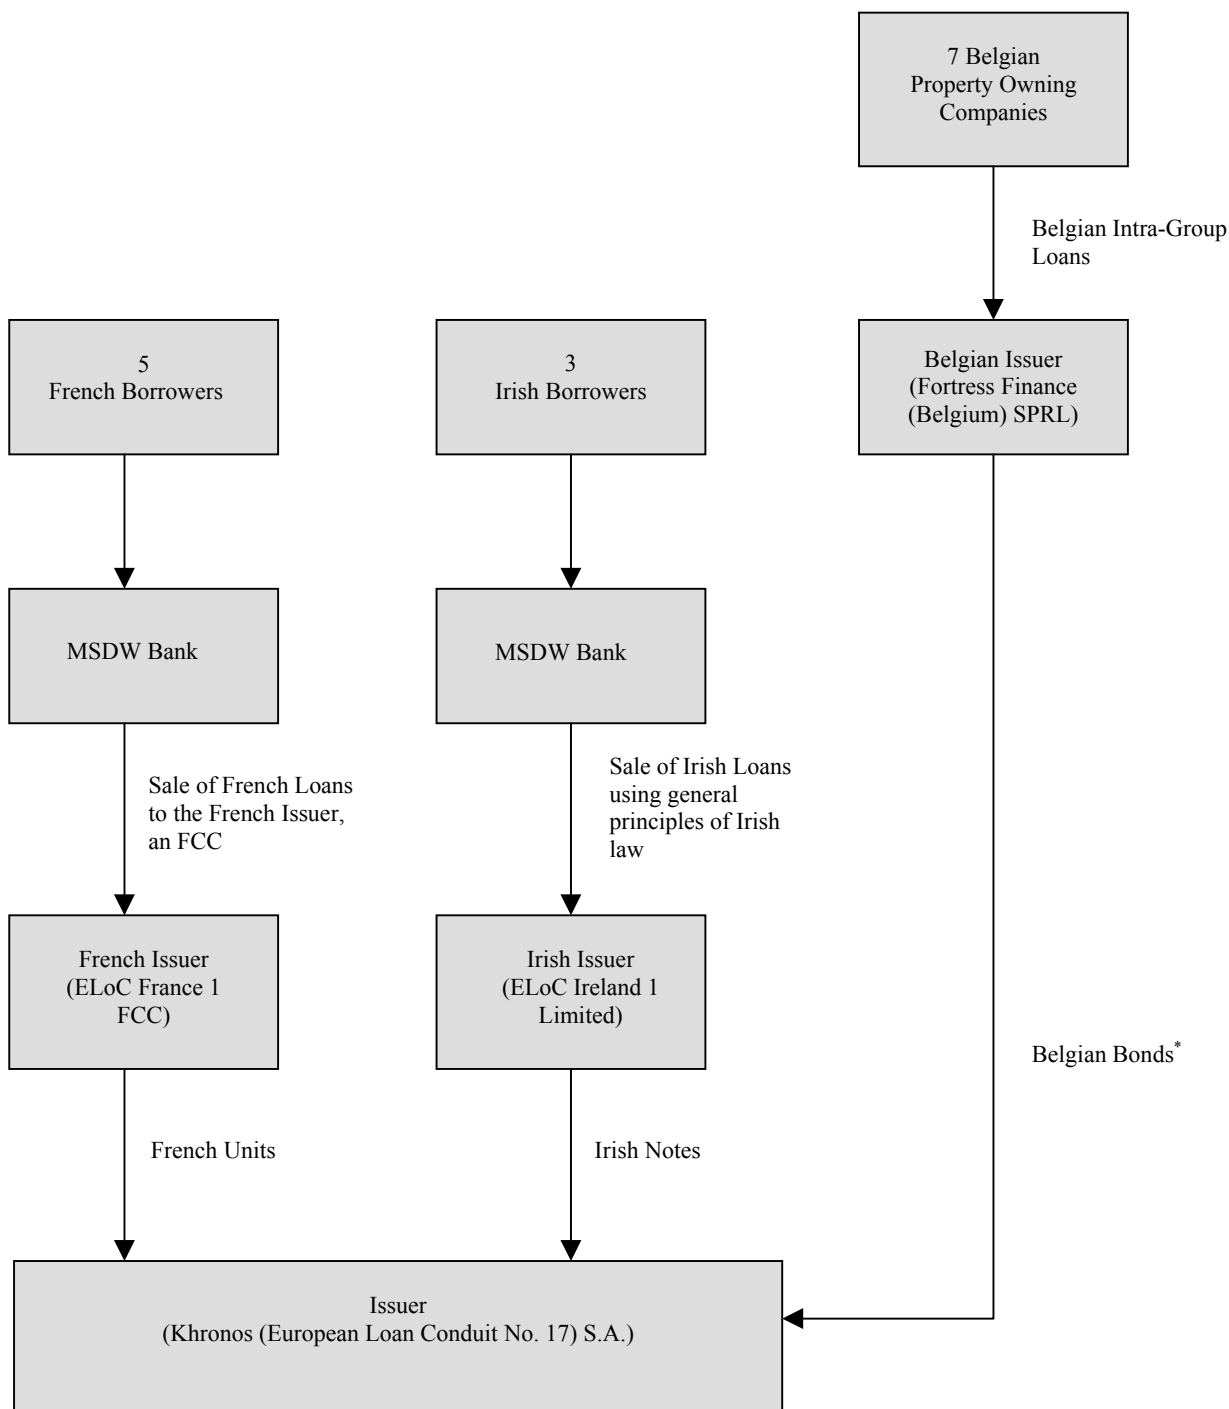 7 Belgian
Property Owning
Companies
Belgian Intra-Group
Loans
5
French Borrowers
3
Irish Borrowers
Belgian Issuer
(Fortress Finance
(Belgium) SPRL)
MSDW Bank
MSDW Bank
Sale of French Loans
to the French Issuer,
an FCC
Sale of Irish Loans
using general
principles of Irish
law
French Issuer
(ELoC France 1
FCC)
Irish Issuer
(ELoC Ireland 1
Limited)
Belgian Bonds*
French Units
Irish Notes
Issuer
(Khronos (European Loan Conduit No. 17) S.A.)